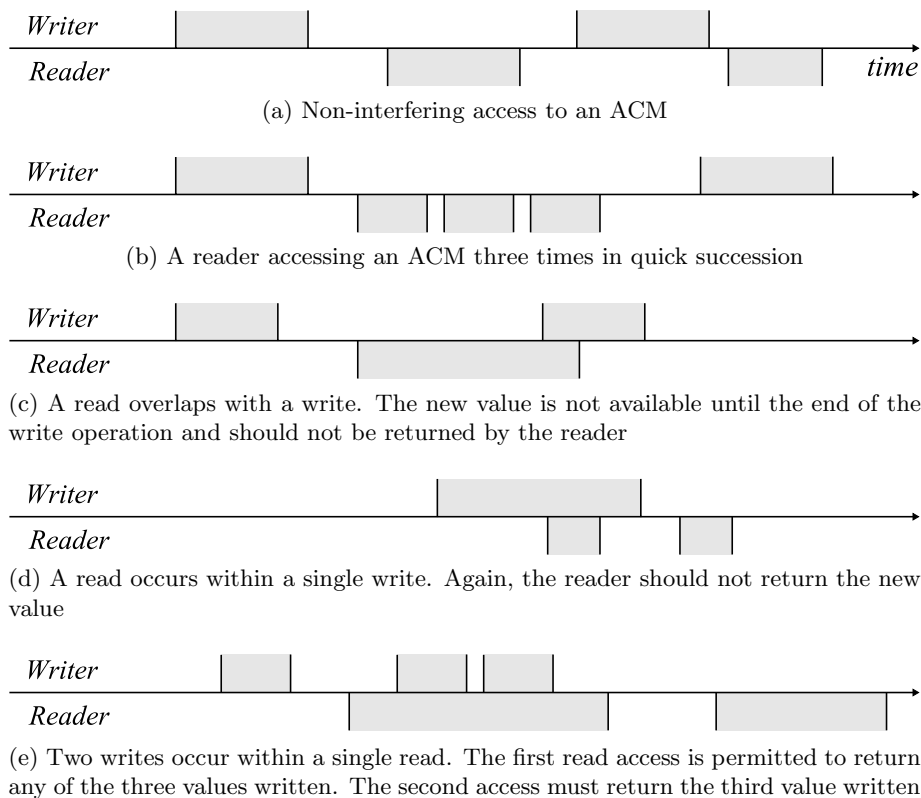 Writer
Reader
time
(a) Non-interfering access to an ACM
Writer
Reader
(b) A reader accessing an ACM three times in quick succession
Writer
Reader
(c) A read overlaps with a write. The new value is not available until the end of the
write operation and should not be returned by the reader
Writer
Reader
(d) A read occurs within a single write. Again, the reader should not return the new
value
Writer
Reader
(e) Two writes occur within a single read. The first read access is permitted to return
any of the three values written. The second access must return the third value written